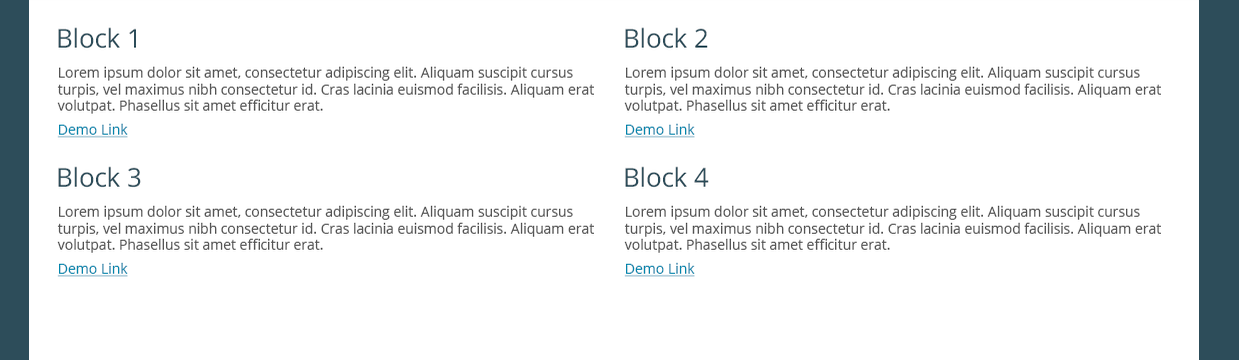 Block 1
Lorem ipsum dolor sit amet, consectetur adipiscing elit. Aliquam suscipit cursus
turpis, vel maximus nibh consectetur id. Cras lacinia euismod facilisis. Aliquam erat
volutpat. Phasellus sit amet efficitur erat.
Demo Link
Block 2
Lorem ipsum dolor sit amet, consectetur adipiscing elit. Aliquam suscipit cursus
turpis, vel maximus nibh consectetur id. Cras lacinia euismod facilisis. Aliquam erat
volutpat. Phasellus sit amet efficitur erat.
Demo Link
Block 3
Lorem ipsum dolor sit amet, consectetur adipiscing elit. Aliquam suscipit cursus
turpis, vel maximus nibh consectetur id. Cras lacinia euismod facilisis. Aliquam erat
volutpat. Phasellus sit amet efficitur erat.
Demo Link
Block 4
Lorem ipsum dolor sit amet, consectetur adipiscing elit. Aliquam suscipit cursus
turpis, vel maximus nibh consectetur id. Cras lacinia euismod facilisis. Aliquam erat
volutpat. Phasellus sit amet efficitur erat.
Demo Link